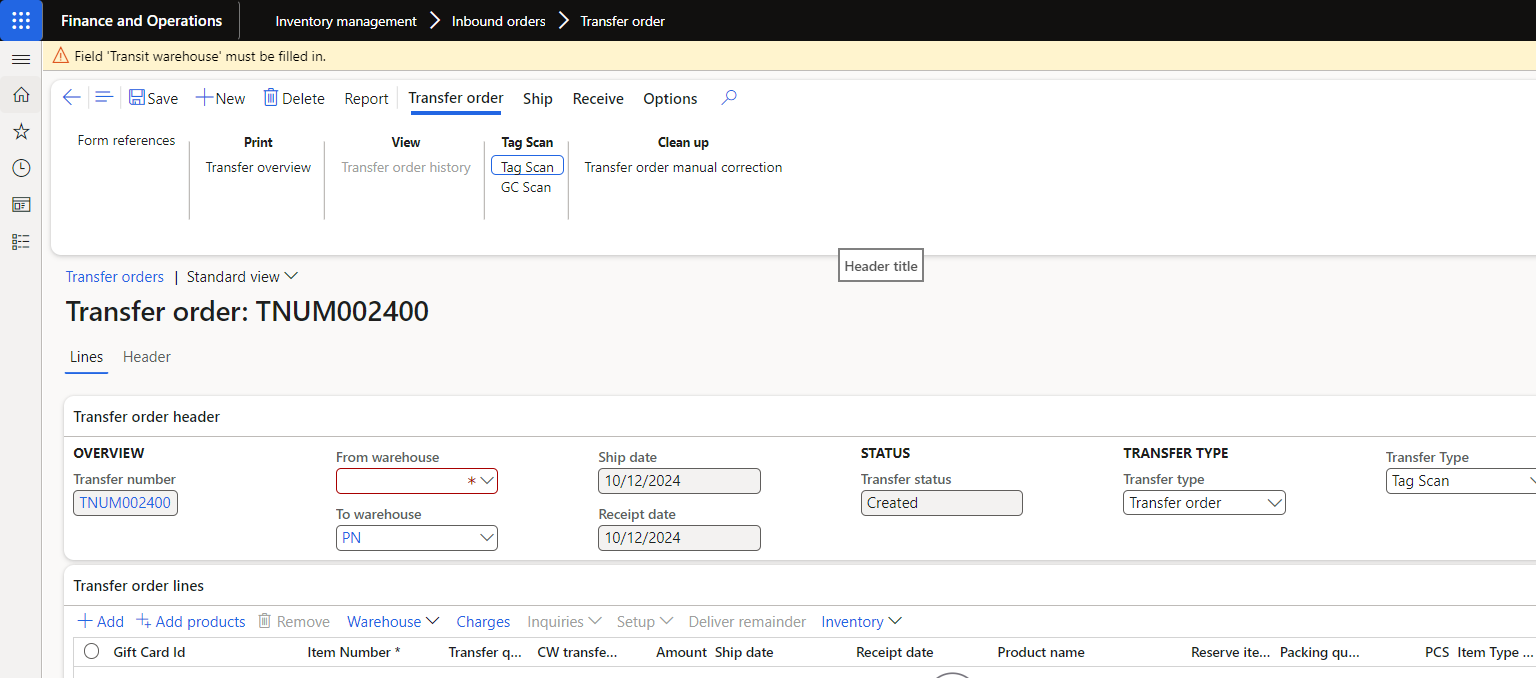 Finance and Operations Inventory management Inbound orders Transfer order
Field 'Transit warehouse' must be filled in.
Save New Delete Report Transfer order Ship Receive Options
Form references Print View Tag Scan Clean up
Transfer overview Transfer order history Tag Scan Transfer order manual correction
GC Scan
Header title
Transfer orders | Standard view
Transfer order: TNUM002400
Lines Header
Transfer order header
OVERVIEW From warehouse Ship date STATUS TRANSFER TYPE Transfer Type
Transfer number * 10/12/2024 Transfer status Transfer type Tag Scan
TNUM002400 To warehouse Receipt date Created Transfer order
PN 10/12/2024
Transfer order lines
Add Add products Remove Warehouse Charges Inquiries Setup Deliver remainder Inventory
Gift Card Id Item Number * Transfer q... CW transfe... Amount Ship date Receipt date Product name Reserve ite... Packing qu... PCS Item Type ...